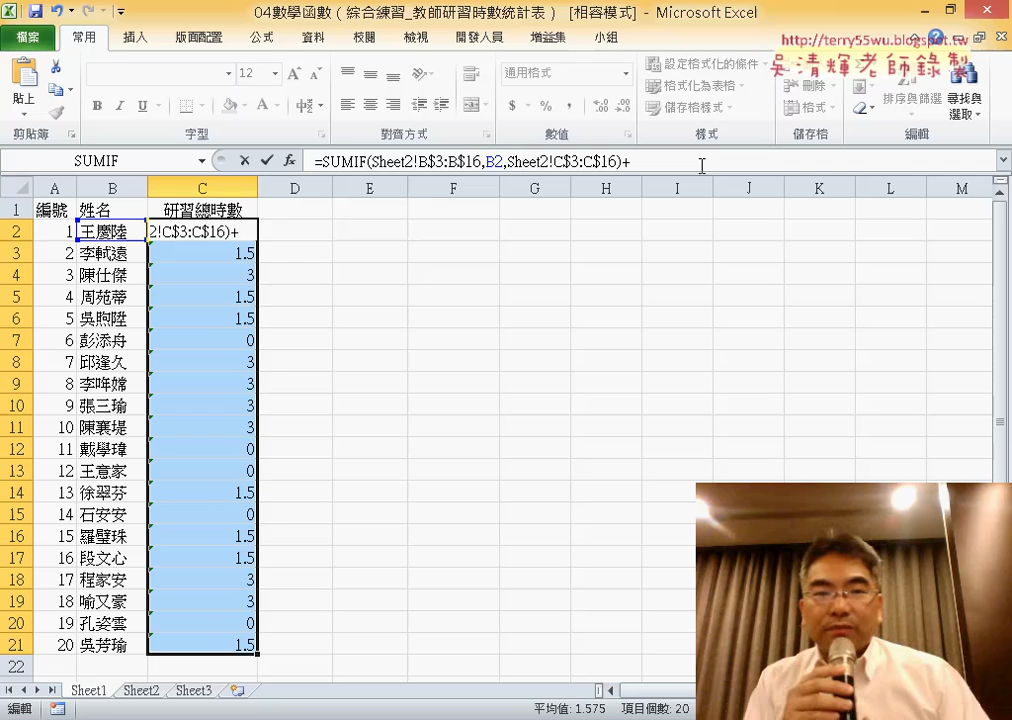 04數學函數（綜合練習_教師研習時數統計表） [相容模式] - Microsoft Excel
檔案 常用 插入 版面配置 公式 資料 校閱 檢視 開發人員 增益集 小組
http://terry55wu.blogspot.tw
吳清輝老師錄製
貼上 12 通用格式 設定格式化的條件 格式化為表格 儲存格樣式 刪除 格式 排序與篩選 尋找與選取
剪貼簿 字型 對齊方式 數值 樣式 儲存格 編輯
SUMIF =SUMIF(Sheet2!B$3:B$16,B2,Sheet2!C$3:C$16)+
A B C D E F G H I J K L M
1 編號 姓名 研習總時數
2 1 王慶陸 2!C$3:C$16)+
3 2 李軾遠 1.5
4 3 陳仕傑 3
5 4 周苑蒂 1.5
6 5 吳煦陞 1.5
7 6 彭添舟 0
8 7 邱逢久 3
9 8 李哖嫦 3
10 9 張三瑜 3
11 10 陳襄堤 3
12 11 戴學瑋 0
13 12 王意家 0
14 13 徐翠芬 1.5
15 14 石安安 0
16 15 羅璧珠 1.5
17 16 段文心 1.5
18 17 程家安 3
19 18 喻又豪 3
20 19 孔姿雲 0
21 20 吳芳瑜 1.5
22
Sheet1 Sheet2 Sheet3
編輯 平均值: 1.575 項目個數: 20